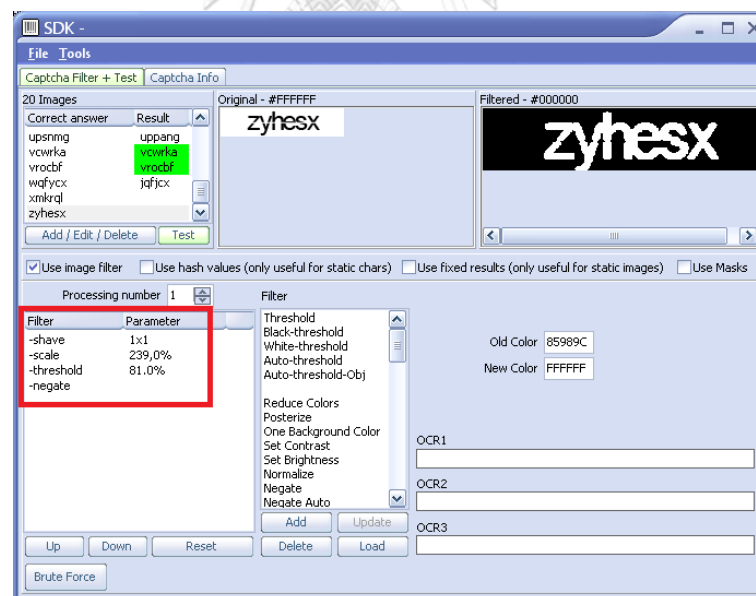 SDK -
File Tools
Captcha Filter + Test Captcha Info
20 Images
Correct answer Result
upsnmg uppang
vcwrka vcwrka
vrocbf vrocbf
wqfycx jqfjcx
xmkrql
zyhesx
Add / Edit / Delete Test
Original - #FFFFFF
zyhesx
Filtered - #000000
zyhesx
Use image filter Use hash values (only useful for static chars) Use fixed results (only useful for static images) Use Masks
Processing number 1
Filter Parameter
-shave 1x1
-scale 239,0%
-threshold 81.0%
-negate
Up Down Reset
Brute Force
Filter
Threshold
Black-threshold
White-threshold
Auto-threshold
Auto-threshold-Obj
Reduce Colors
Posterize
One Background Color
Set Contrast
Set Brightness
Normalize
Negate
Negate Auto
Add Update
Delete Load
Old Color 85989C
New Color FFFFFF
OCR1
OCR2
OCR3